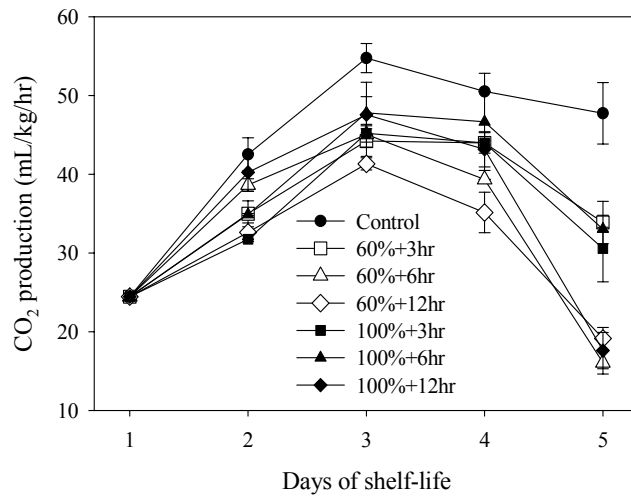 60
50
40
30
20
10
CO2 production (mL/kg/hr)
Control
60%+3hr
60%+6hr
60%+12hr
100%+3hr
100%+6hr
100%+12hr
1 2 3 4 5
Days of shelf-life